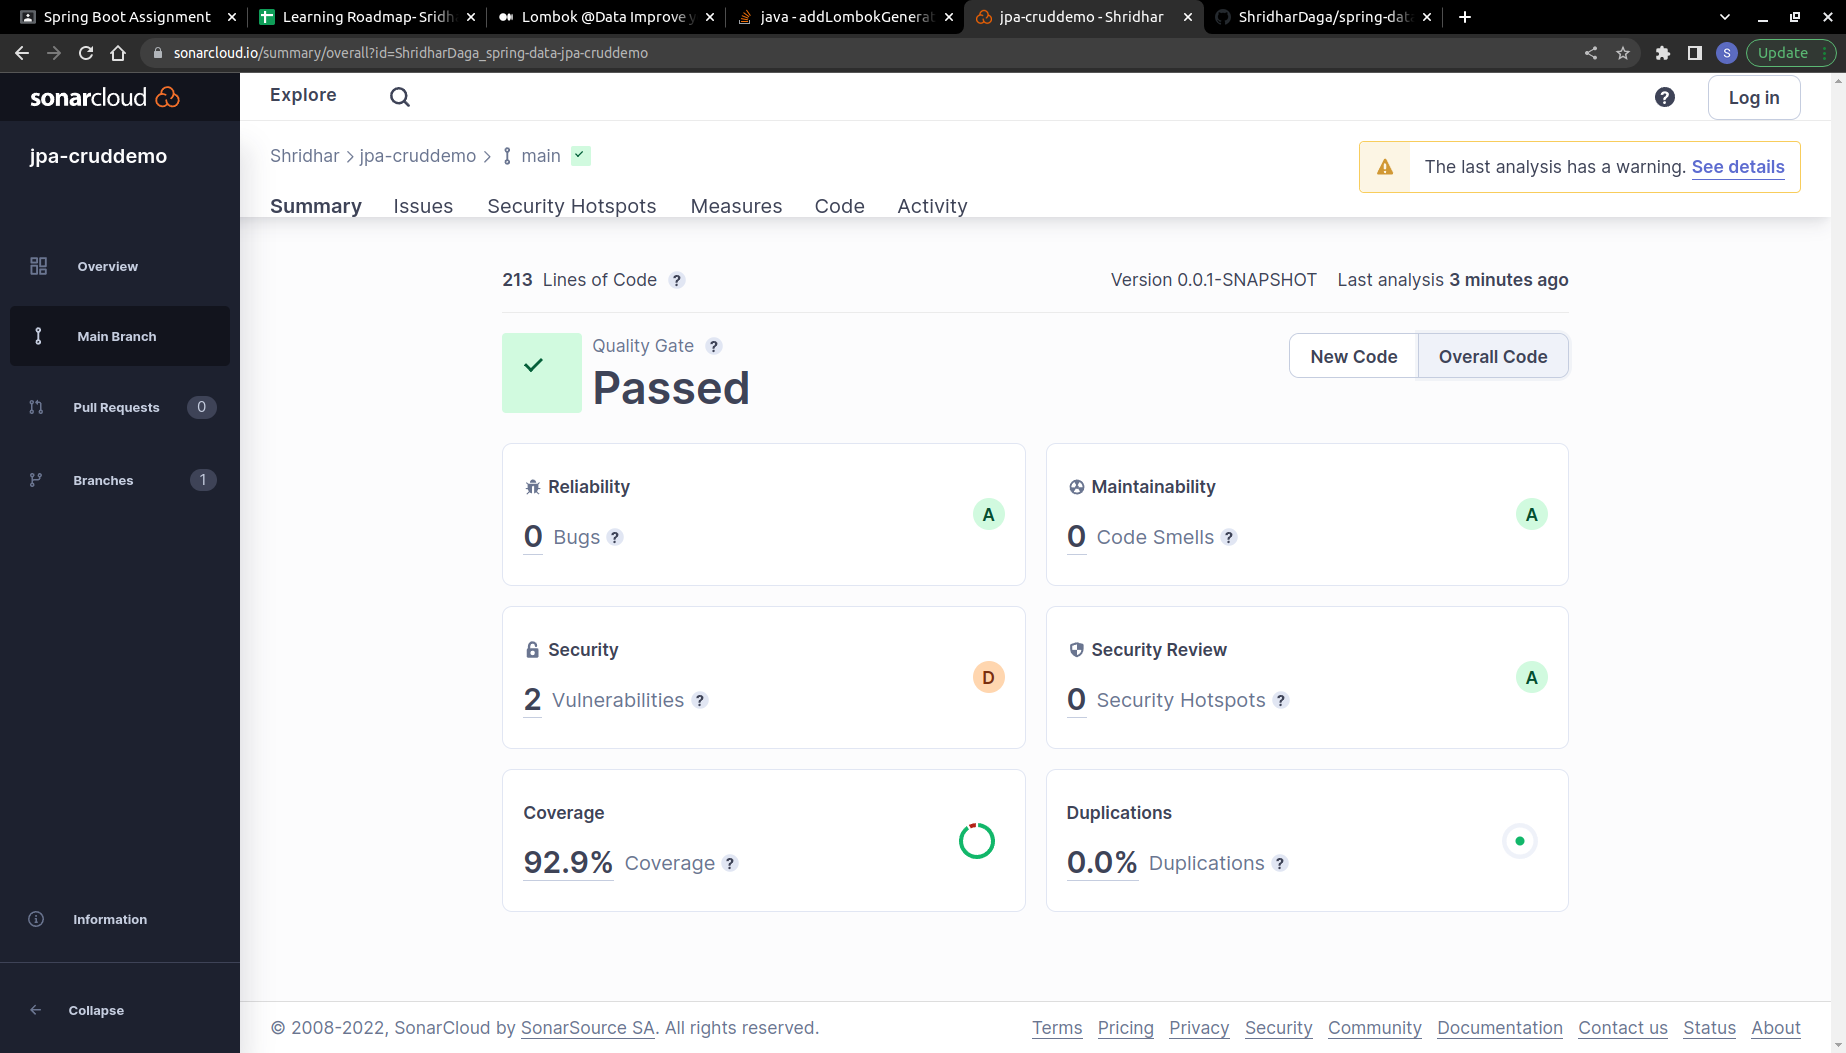 Spring Boot Assignment
Learning Roadmap- Sridh
Lombok @Data Improve y
java - addLombokGenerat
jpa-cruddemo - Shridhar
ShridharDaga/spring-dat
sonarcloud.io/summary/overall?id=ShridharDaga_spring-data-jpa-cruddemo
S
Update
sonarcloud
Explore
?
Log in
jpa-cruddemo
Shridhar > jpa-cruddemo > main
The last analysis has a warning. See details
Summary
Issues
Security Hotspots
Measures
Code
Activity
Overview
Main Branch
Pull Requests 0
Branches 1
Information
Collapse
213 Lines of Code ?
Version 0.0.1-SNAPSHOT
Last analysis 3 minutes ago
Quality Gate ?
Passed
New Code
Overall Code
Reliability
0 Bugs ?
A
Maintainability
0 Code Smells ?
A
Security
2 Vulnerabilities ?
D
Security Review
0 Security Hotspots ?
A
Coverage
92.9% Coverage ?
Duplications
0.0% Duplications ?
© 2008-2022, SonarCloud by SonarSource SA. All rights reserved.
Terms
Pricing
Privacy
Security
Community
Documentation
Contact us
Status
About